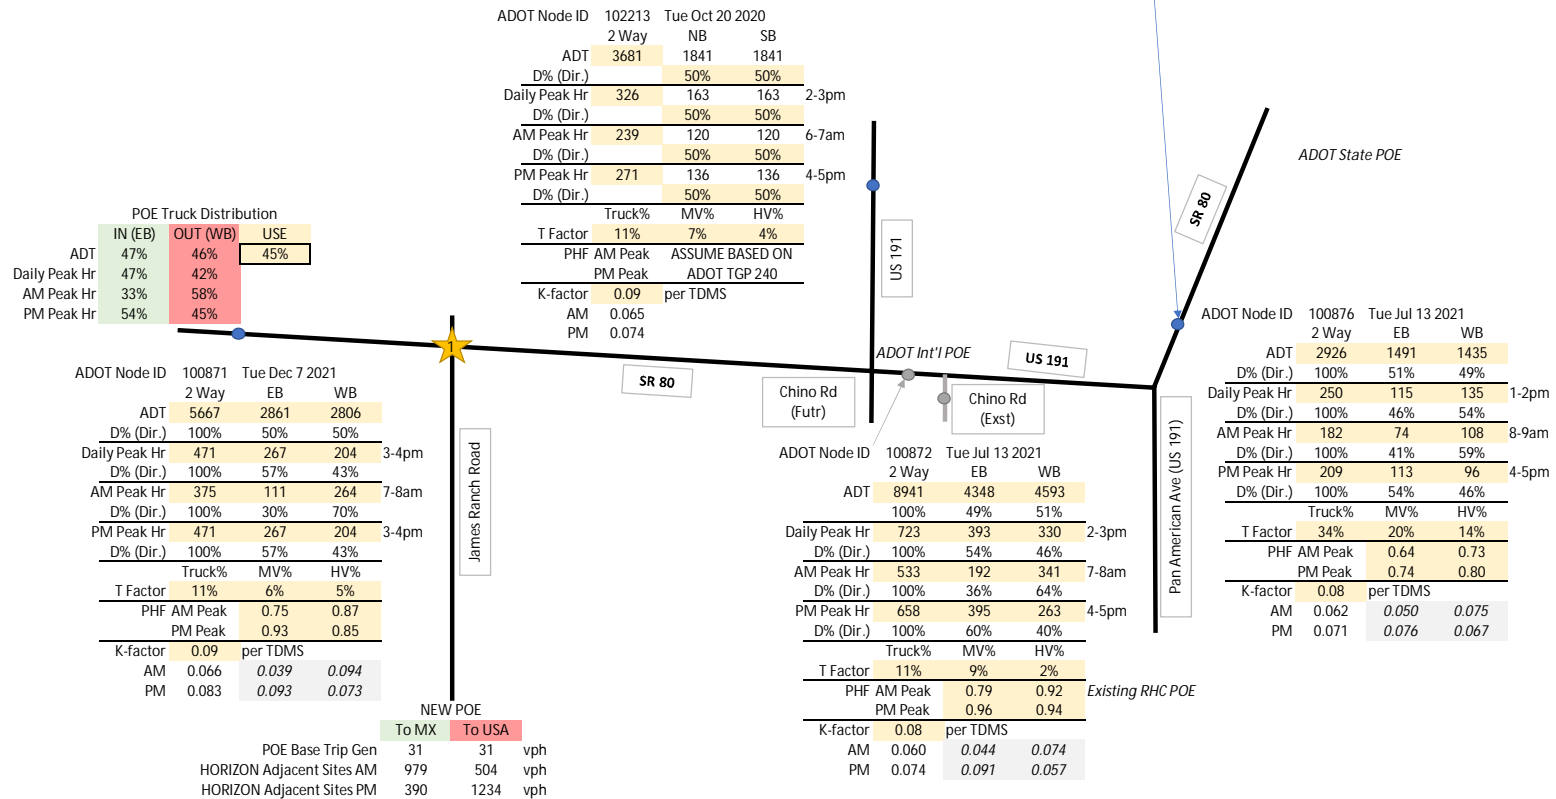 ADOT Node ID 102213 Tue Oct 20 2020
2 Way NB SB
ADT 3681 1841 1841
D% (Dir.) 50% 50%
Daily Peak Hr 326 163 163 2-3pm
D% (Dir.) 50% 50%
AM Peak Hr 239 120 120 6-7am
D% (Dir.) 50% 50%
PM Peak Hr 271 136 136 4-5pm
D% (Dir.) 50% 50%
Truck% MV% HV%
T Factor 11% 7% 4%
PHF AM Peak ASSUME BASED ON
PM Peak ADOT TGP 240
K-factor 0.09 per TDMS
AM 0.065
PM 0.074
ADOT State POE
SR 80
US 191
POE Truck Distribution
IN (EB) OUT (WB) USE
ADT 47% 46% 45%
Daily Peak Hr 47% 42%
AM Peak Hr 33% 58%
PM Peak Hr 54% 45%
1
SR 80
ADOT Int'l POE
US 191
Chino Rd
(Futr)
Chino Rd
(Exst)
James Ranch Road
Pan American Ave (US 191)
ADOT Node ID 100871 Tue Dec 7 2021
2 Way EB WB
ADT 5667 2861 2806
D% (Dir.) 100% 50% 50%
Daily Peak Hr 471 267 204 3-4pm
D% (Dir.) 100% 57% 43%
AM Peak Hr 375 111 264 7-8am
D% (Dir.) 100% 30% 70%
PM Peak Hr 471 267 204 3-4pm
D% (Dir.) 100% 57% 43%
Truck% MV% HV%
T Factor 11% 6% 5%
PHF AM Peak 0.75 0.87
PM Peak 0.93 0.85
K-factor 0.09 per TDMS
AM 0.066 0.039 0.094
PM 0.083 0.093 0.073
NEW POE
To MX To USA
POE Base Trip Gen 31 31 vph
HORIZON Adjacent Sites AM 979 504 vph
HORIZON Adjacent Sites PM 390 1234 vph
ADOT Node ID 100872 Tue Jul 13 2021
2 Way EB WB
ADT 8941 4348 4593
100% 49% 51%
Daily Peak Hr 723 393 330 2-3pm
D% (Dir.) 100% 54% 46%
AM Peak Hr 533 192 341 7-8am
D% (Dir.) 100% 36% 64%
PM Peak Hr 658 395 263 4-5pm
D% (Dir.) 100% 60% 40%
Truck% MV% HV%
T Factor 11% 9% 2%
PHF AM Peak 0.79 0.92 Existing RHC POE
PM Peak 0.96 0.94
K-factor 0.08 per TDMS
AM 0.060 0.044 0.074
PM 0.074 0.091 0.057
ADOT Node ID 100876 Tue Jul 13 2021
2 Way EB WB
ADT 2926 1491 1435
D% (Dir.) 100% 51% 49%
Daily Peak Hr 250 115 135 1-2pm
D% (Dir.) 100% 46% 54%
AM Peak Hr 182 74 108 8-9am
D% (Dir.) 100% 41% 59%
PM Peak Hr 209 113 96 4-5pm
D% (Dir.) 100% 54% 46%
Truck% MV% HV%
T Factor 34% 20% 14%
PHF AM Peak 0.64 0.73
PM Peak 0.74 0.80
K-factor 0.08 per TDMS
AM 0.062 0.050 0.075
PM 0.071 0.076 0.067